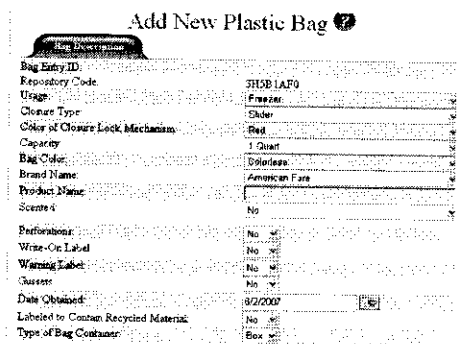 Add New Plastic Bag ?
Bag Description
Bag Entry ID:
Repository Code: 3H5B1AF0
Usage: Freezer
Closure Type: Slider
Color of Closure Lock Mechanism: Red
Capacity: 1 Quart
Bag Color: Colorless
Brand Name: American Fare
Product Name:
Scented: No
Perforations: No
Write-On Label: No
Warning Label: No
Gussets: No
Date Obtained: 6/2/2007
Labeled to Contain Recycled Material: No
Type of Bag Container: Box